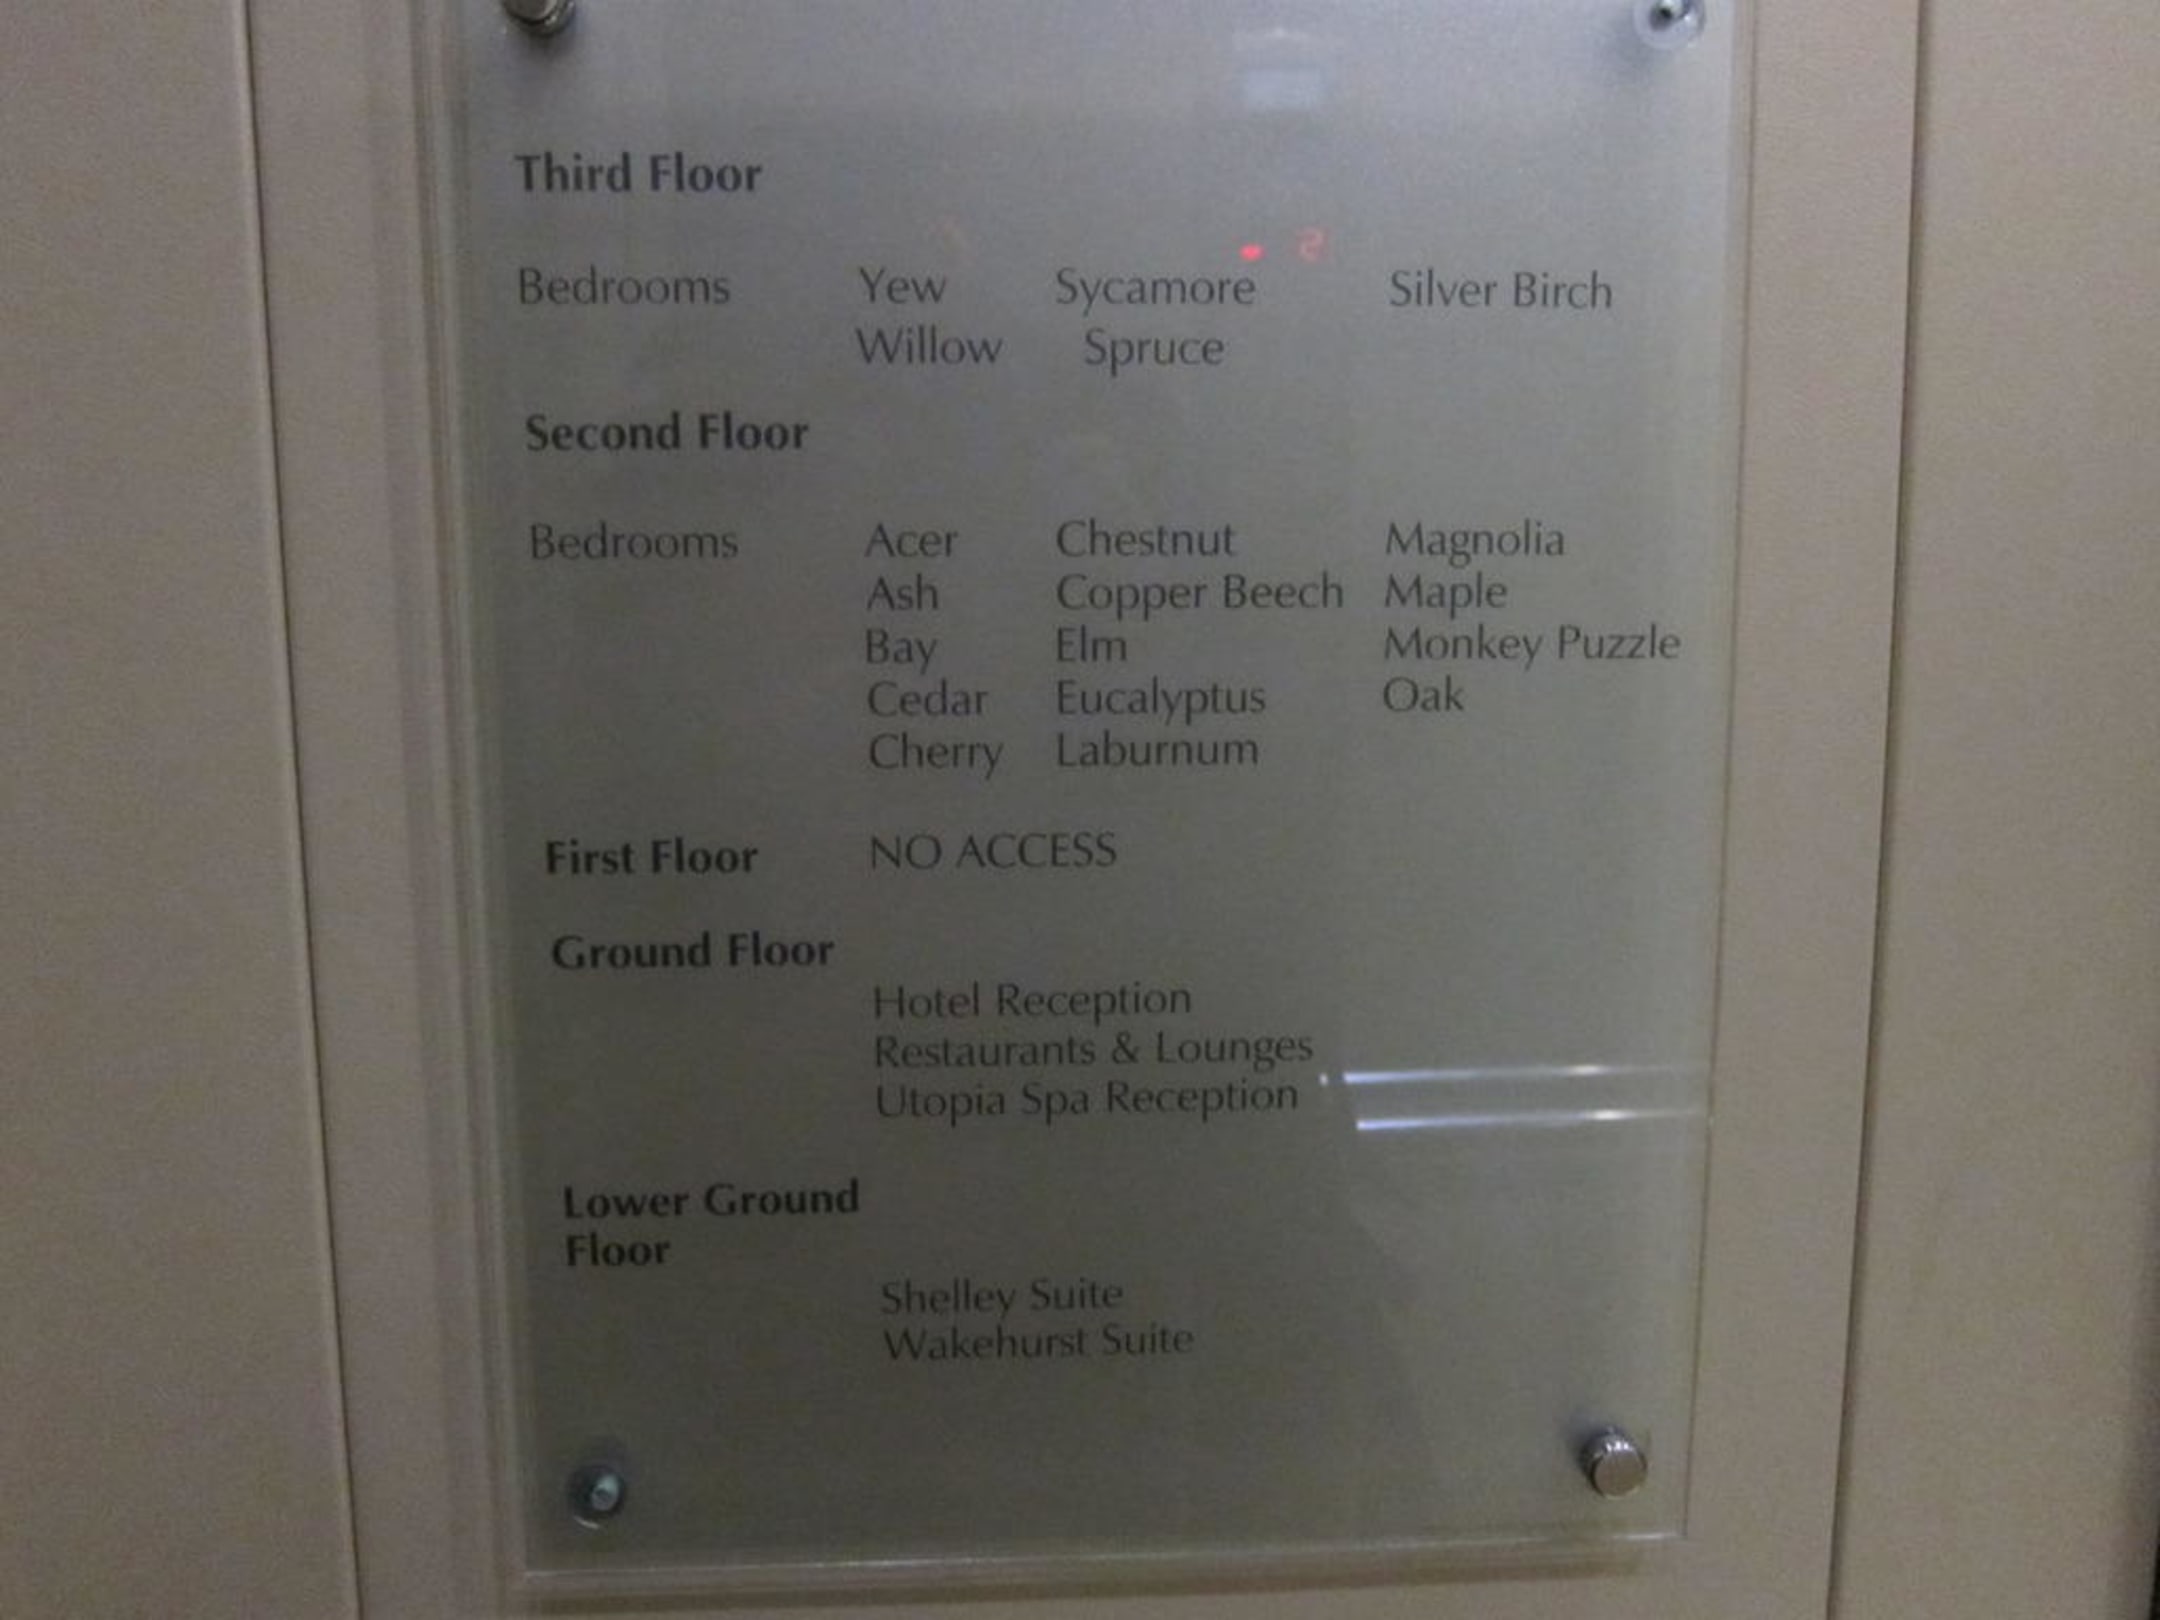 Third Floor
Bedrooms Yew Sycamore Silver Birch
Willow Spruce
Second Floor
Bedrooms Acer Chestnut Magnolia
Ash Copper Beech Maple
Bay Elm Monkey Puzzle
Cedar Eucalyptus Oak
Cherry Laburnum
First Floor NO ACCESS
Ground Floor
Hotel Reception
Restaurants & Lounges
Utopia Spa Reception
Lower Ground
Floor
Shelley Suite
Wakehurst Suite